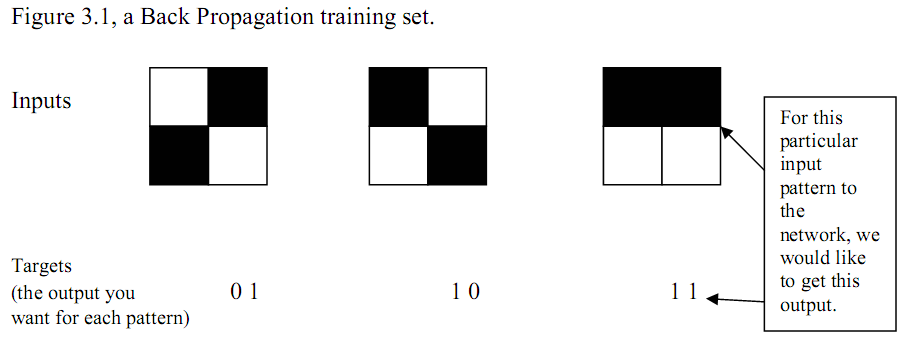 Figure 3.1, a Back Propagation training set.
Inputs
For this
particular
input
pattern to
the
network, we
would like
to get this
output.
Targets
(the output you
want for each pattern)
0 1
1 0
1 1